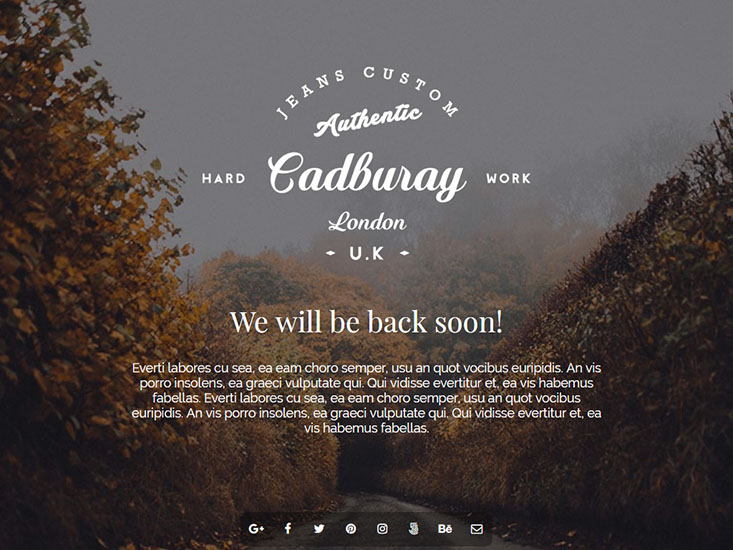 JEANS CUSTOM
Authentic
HARD Cadburay WORK
London
U.K
We will be back soon!
Everti labores cu sea, ea eam choro semper, usu an quot vocibus euripidis. An vis
porro insolens, ea graeci vulputate qui. Qui vidisse evertitur et, ea vis habemus
fabellas. Everti labores cu sea, ea eam choro semper, usu an quot vocibus
euripidis. An vis porro insolens, ea graeci vulputate qui. Qui vidisse evertitur et, ea
vis habemus fabellas.
G+ f Bē